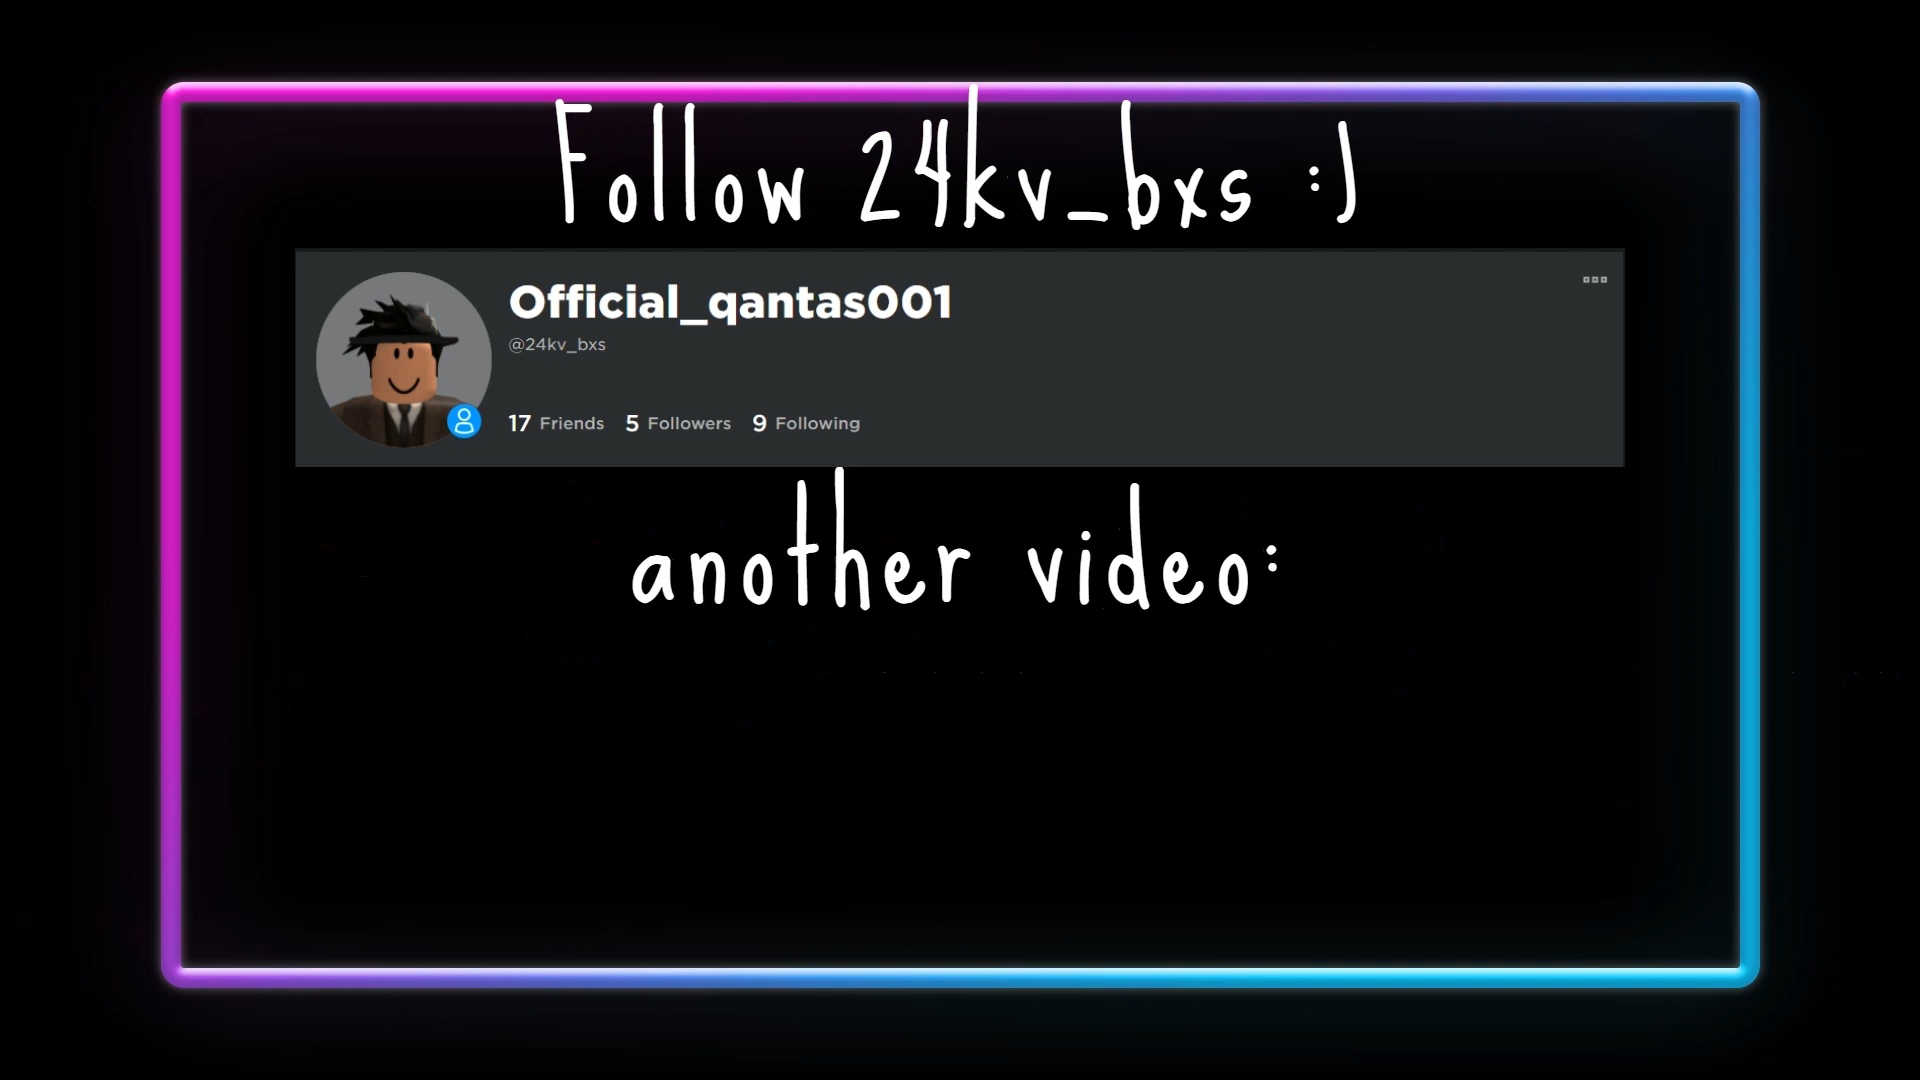 Follow 24kv_bxs :)
Official_qantas001
@24kv_bxs
17 Friends 5 Followers 9 Following
another video: